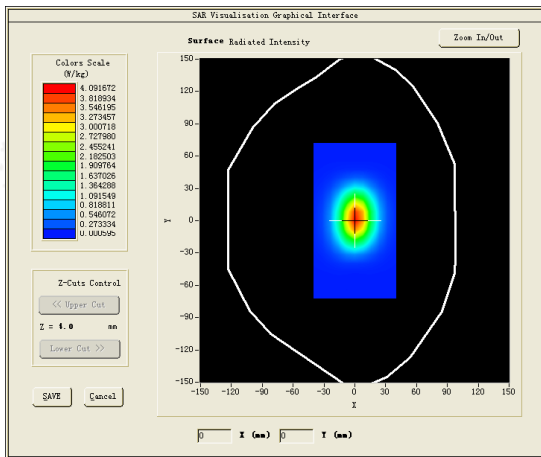 SAR Visualisation Graphical Interface
Surface Radiated Intensity
Zoom In/Out
Colors Scale
(W/kg)
4.091672
3.818934
3.546195
3.273457
3.000718
2.727980
2.455241
2.182503
1.909764
1.637026
1.364288
1.091549
0.818811
0.546072
0.273334
0.000595
Z-Cuts Control
<< Upper Cut
Z = 4.0 mm
Lower Cut >>
SAVE
Cancel
150
120
90
60
30
0
-30
-60
-90
-120
-150
Y
-150 -120 -90 -60 -30 0 30 60 90 120 150
X
0 X (mm) 0 Y (mm)